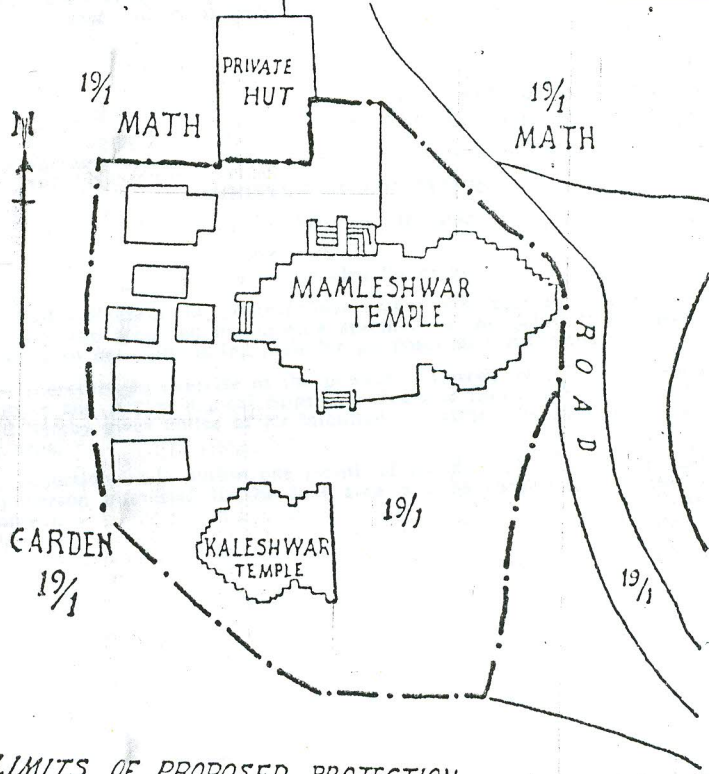 PRIVATE
HUT
19/1
MATH
19/1
MATH
N
MAMLESHWAR
TEMPLE
ROAD
19/1
GARDEN
19/1
KALESHWAR
TEMPLE
19/1
LIMITS OF PROPOSED PROTECTION